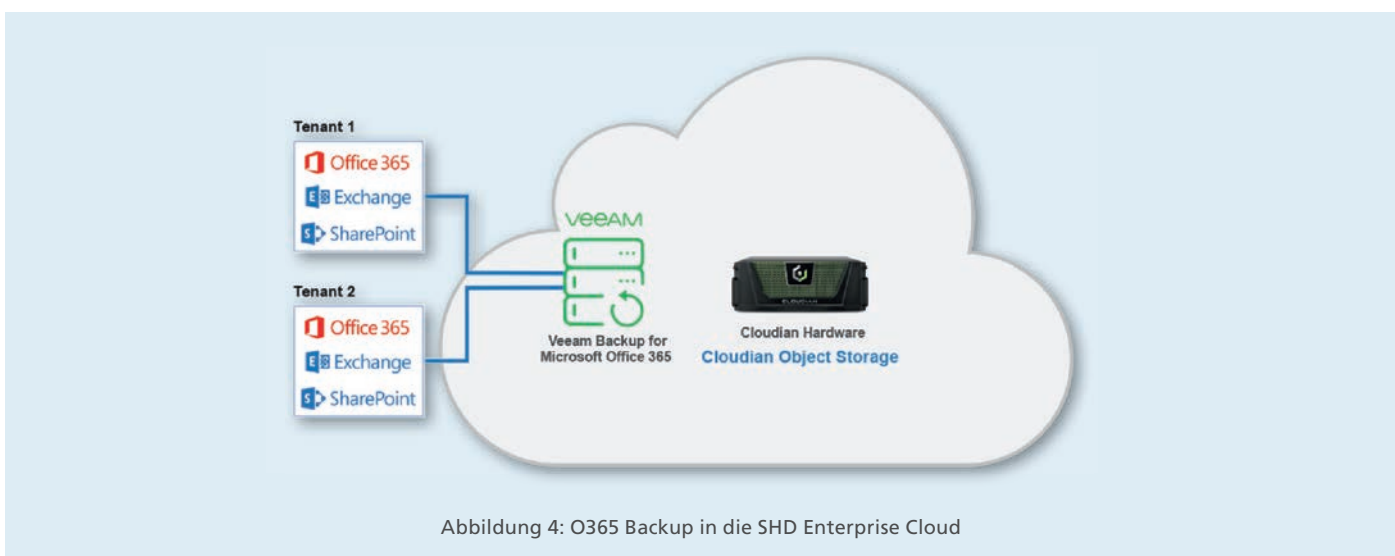 Tenant 1
Office 365
Exchange
SharePoint
Tenant 2
Office 365
Exchange
SharePoint
veeAM
Veeam Backup for
Microsoft Office 365
CLOUDIAN
Cloudian Hardware
Cloudian Object Storage
Abbildung 4: O365 Backup in die SHD Enterprise Cloud